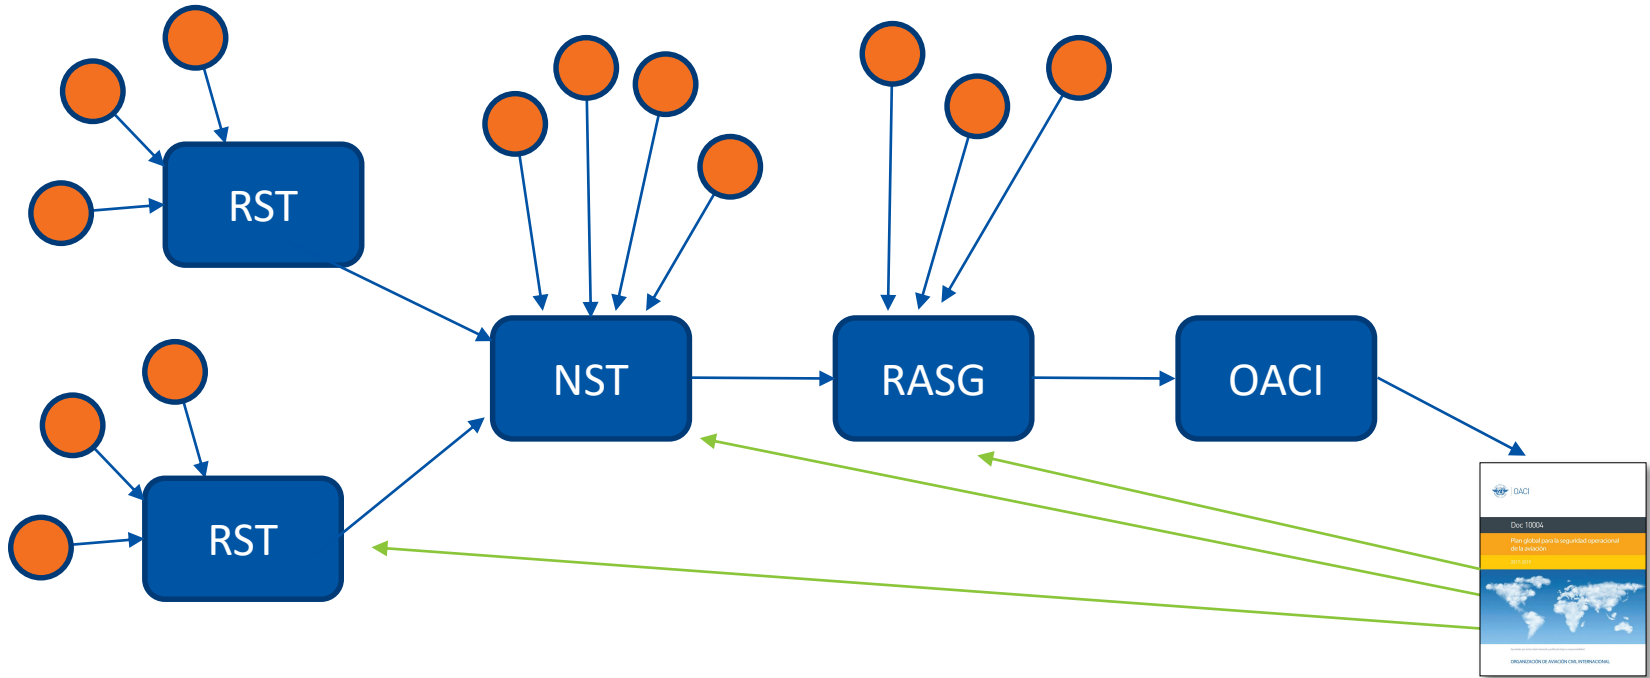 RST
NST
RASG
OACI
RST
OACI
Doc 10004
Plan global para la seguridad operacional
de la aviación
ORGANIZACIÓN DE AVIACIÓN CIVIL INTERNACIONAL